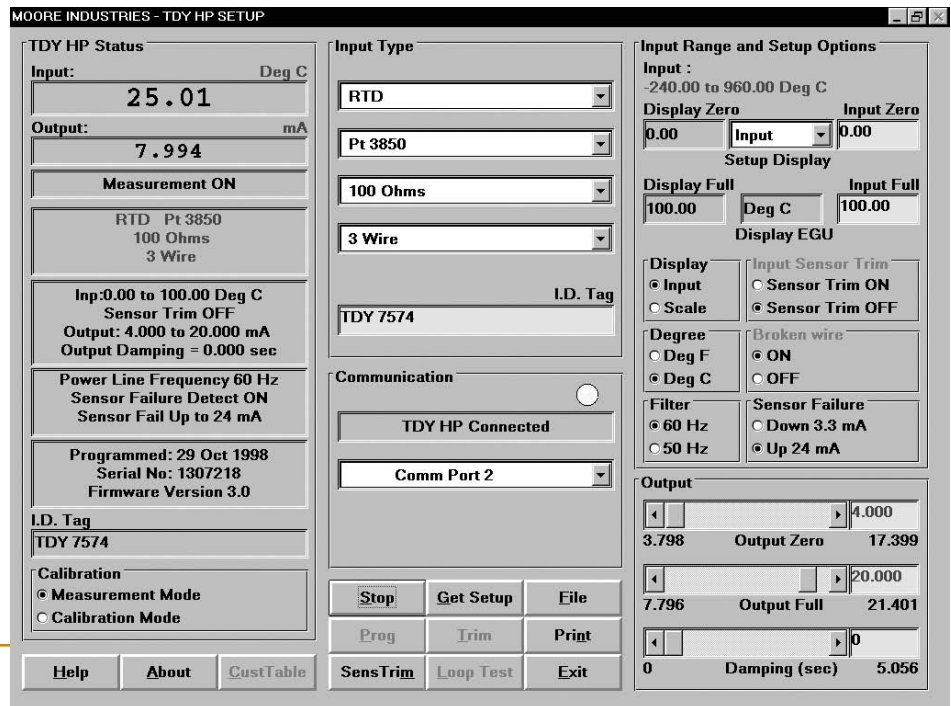 MOORE INDUSTRIES - TDY HP SETUP
TDY HP Status
Input: Deg C
25.01
Output: mA
7.994
Measurement ON
RTD Pt 3850
100 Ohms
3 Wire
Inp:0.00 to 100.00 Deg C
Sensor Trim OFF
Output: 4.000 to 20.000 mA
Output Damping = 0.000 sec
Power Line Frequency 60 Hz
Sensor Failure Detect ON
Sensor Fail Up to 24 mA
Programmed: 29 Oct 1998
Serial No: 1307218
Firmware Version 3.0
I.D. Tag
TDY 7574
Calibration
Measurement Mode
Calibration Mode
Help About CustTable
Input Type
RTD
Pt 3850
100 Ohms
3 Wire
I.D. Tag
TDY 7574
Communication
TDY HP Connected
Comm Port 2
Stop Get Setup File
Prog Trim Print
SensTrim Loop Test Exit
Input Range and Setup Options
Input :
-240.00 to 960.00 Deg C
Display Zero Input Zero
0.00 Input 0.00
Setup Display
Display Full Input Full
100.00 Deg C 100.00
Display EGU
Display
Input
Scale
Input Sensor Trim
Sensor Trim ON
Sensor Trim OFF
Degree
Deg F
Deg C
Broken wire
ON
OFF
Filter
60 Hz
50 Hz
Sensor Failure
Down 3.3 mA
Up 24 mA
Output
4.000
3.798 Output Zero 17.399
20.000
7.796 Output Full 21.401
0
0 Damping (sec) 5.056